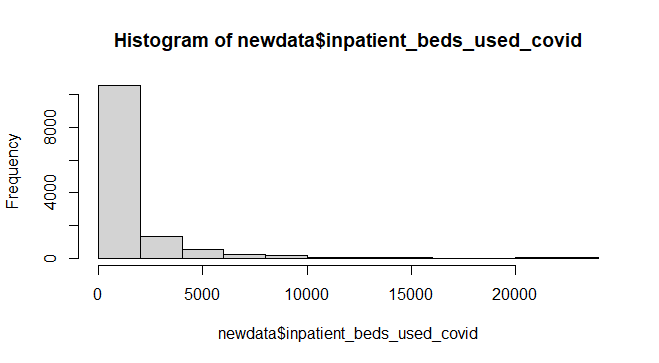 Histogram of newdata$inpatient_beds_used_covid
Frequency
8000
4000
0
0 5000 10000 15000 20000
newdata$inpatient_beds_used_covid